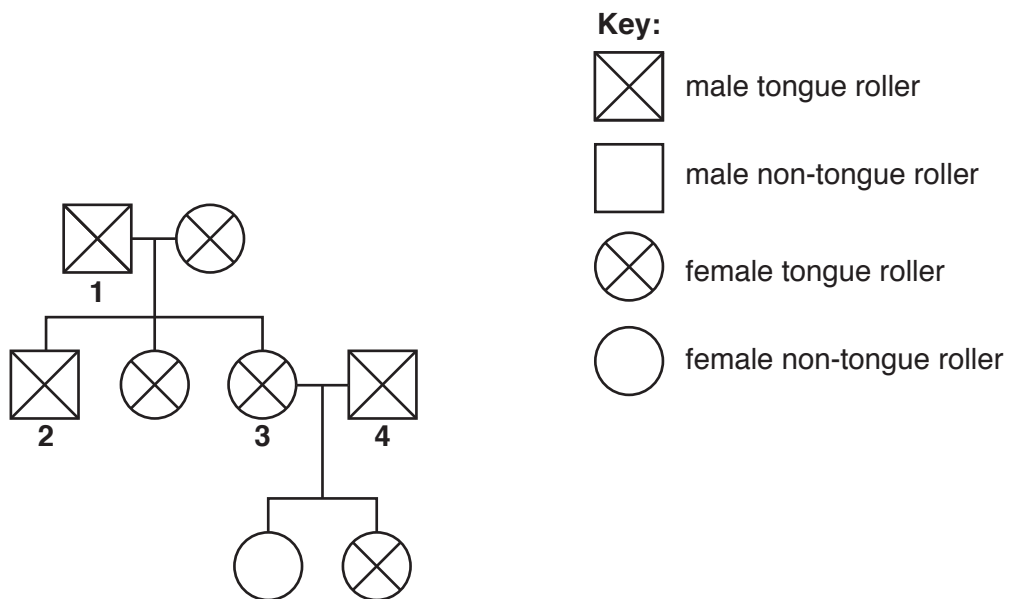 Key:
male tongue roller
male non-tongue roller
female tongue roller
female non-tongue roller
1
2
3
4